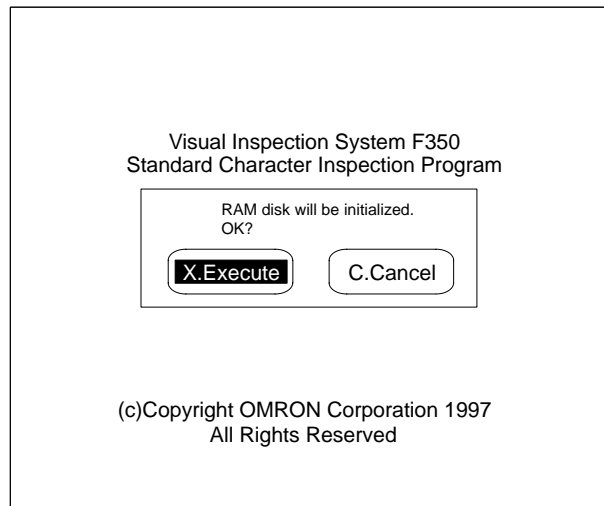 Visual Inspection System F350
Standard Character Inspection Program
RAM disk will be initialized.
OK?
X.Execute
C.Cancel
(c)Copyright OMRON Corporation 1997
All Rights Reserved